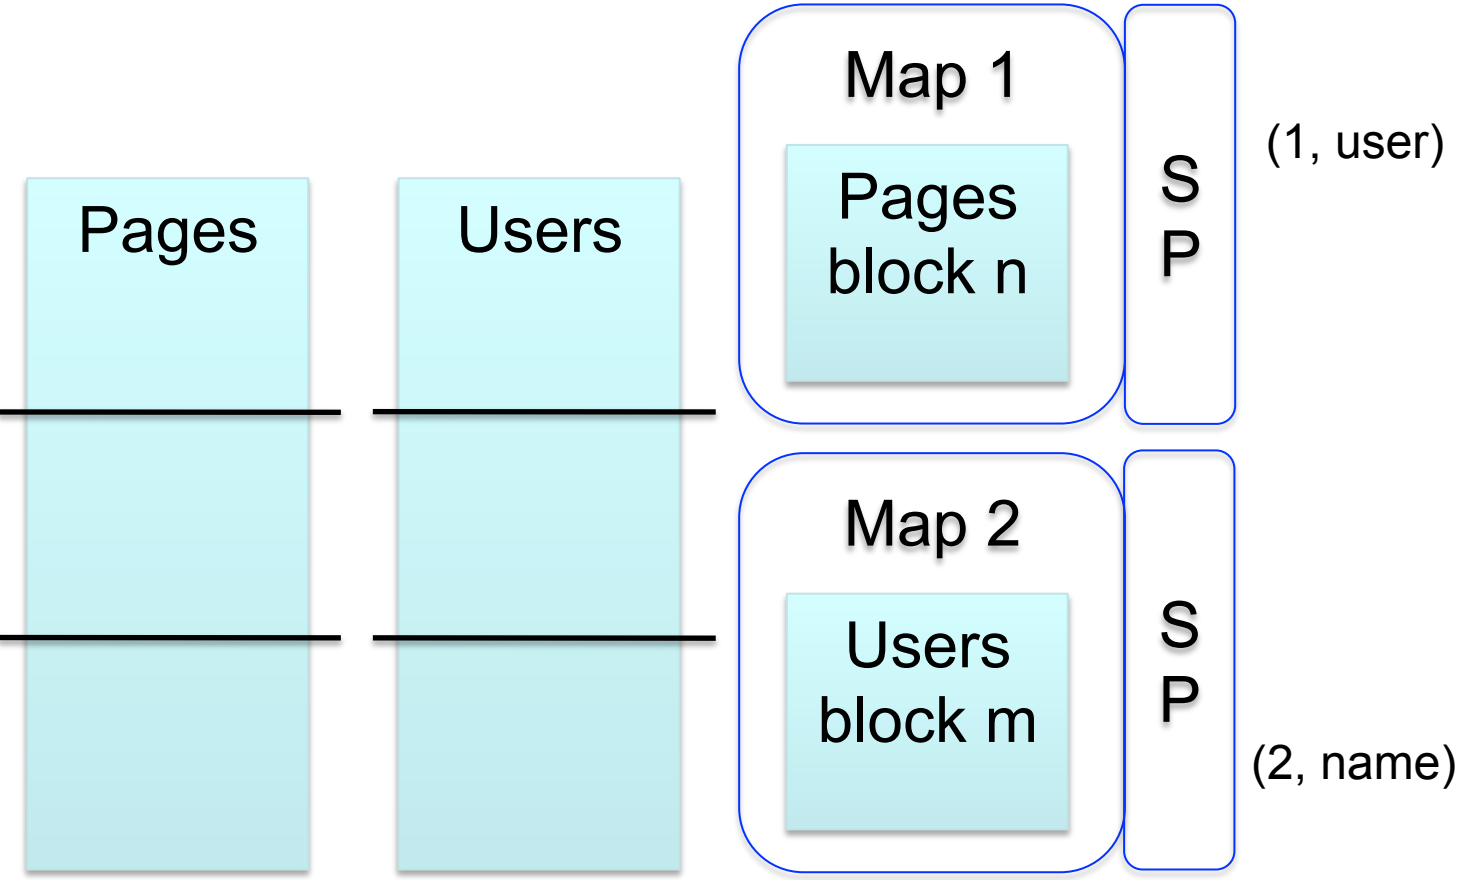 Pages
Users
Map 1
Pages
block n
S
P
(1, user)
Map 2
Users
block m
S
P
(2, name)